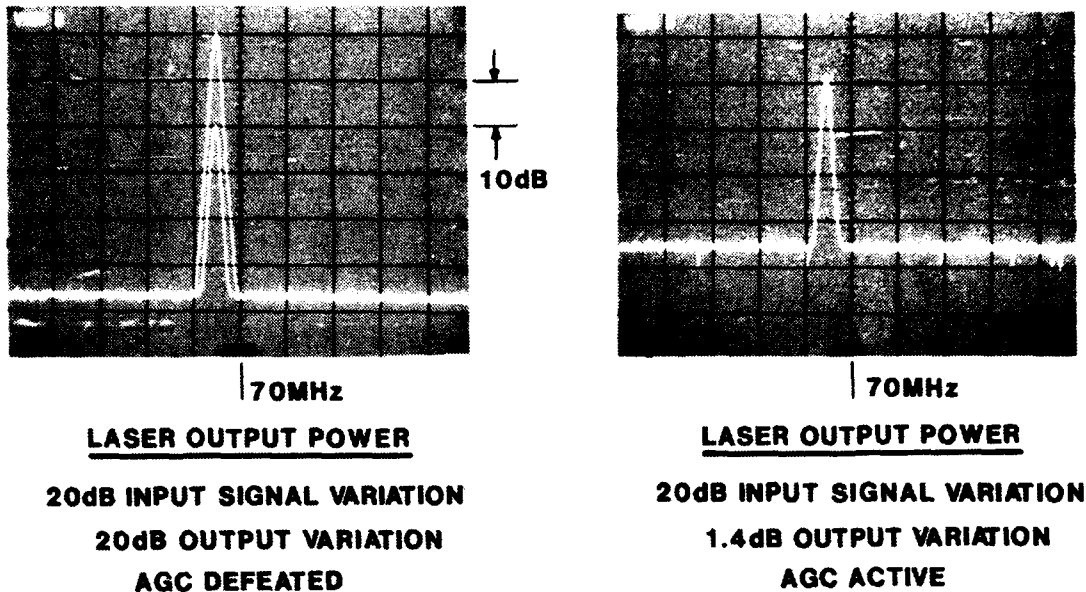 10dB
70MHz
LASER OUTPUT POWER
20dB INPUT SIGNAL VARIATION
20dB OUTPUT VARIATION
AGC DEFEATED
70MHz
LASER OUTPUT POWER
20dB INPUT SIGNAL VARIATION
1.4dB OUTPUT VARIATION
AGC ACTIVE